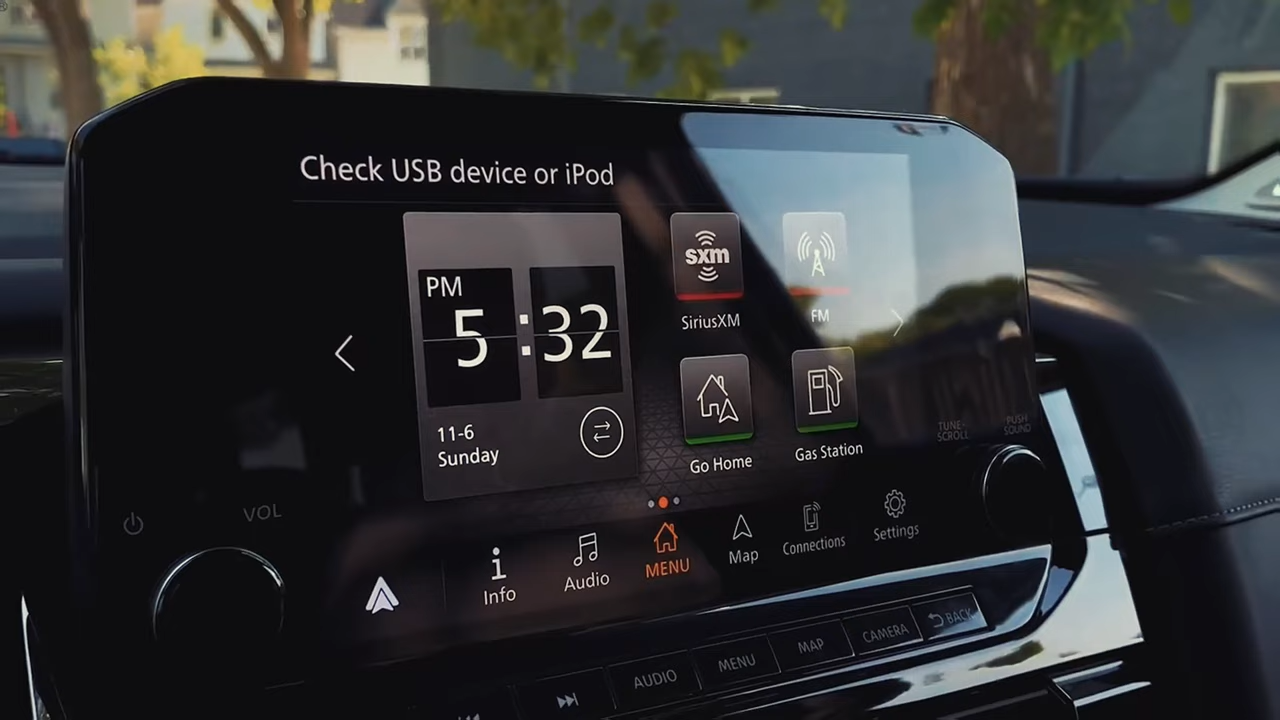 Check USB device or iPod
PM
5:32
11-6
Sunday
sxm
SiriusXM
FM
Go Home
Gas Station
TUNE-
SCROLL
PUSH
SOUND
VOL
Info
Audio
MENU
Map
Connections
Settings
AUDIO
MENU
MAP
CAMERA
BACK